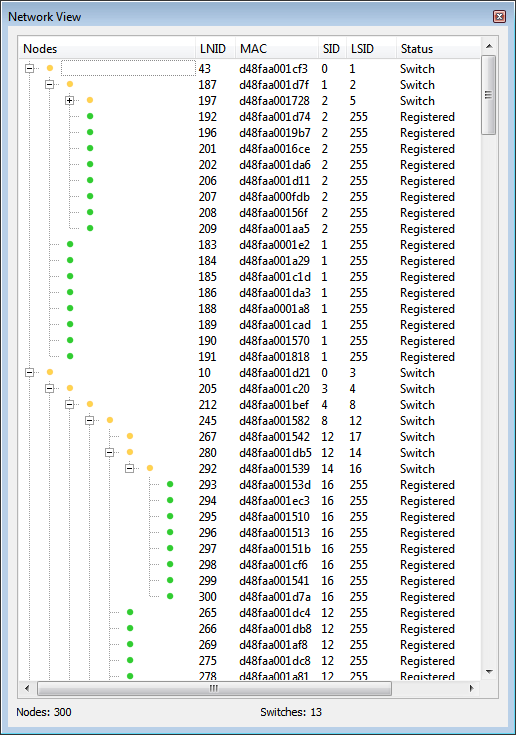 Network View
Nodes LNID MAC SID LSID Status
43 d48faa001cf3 0 1 Switch
187 d48faa001d7f 1 2 Switch
197 d48faa001728 2 5 Switch
192 d48faa001d74 2 255 Registered
196 d48faa0019b7 2 255 Registered
201 d48faa0016ce 2 255 Registered
202 d48faa001da6 2 255 Registered
206 d48faa001d11 2 255 Registered
207 d48faa000fdb 2 255 Registered
208 d48faa00156f 2 255 Registered
209 d48faa001aa5 2 255 Registered
183 d48faa0001e2 1 255 Registered
184 d48faa001a29 1 255 Registered
185 d48faa001c1d 1 255 Registered
186 d48faa001da3 1 255 Registered
188 d48faa0001a8 1 255 Registered
189 d48faa001cad 1 255 Registered
190 d48faa001570 1 255 Registered
191 d48faa001818 1 255 Registered
10 d48faa001d21 0 3 Switch
205 d48faa001c20 3 4 Switch
212 d48faa001bef 4 8 Switch
245 d48faa001582 8 12 Switch
267 d48faa001542 12 17 Switch
280 d48faa001db5 12 14 Switch
292 d48faa001539 14 16 Switch
293 d48faa00153d 16 255 Registered
294 d48faa001ec3 16 255 Registered
295 d48faa001510 16 255 Registered
296 d48faa001513 16 255 Registered
297 d48faa00151b 16 255 Registered
298 d48faa001cf6 16 255 Registered
299 d48faa001541 16 255 Registered
300 d48faa001d7a 16 255 Registered
265 d48faa001dc4 12 255 Registered
266 d48faa001db8 12 255 Registered
269 d48faa001af8 12 255 Registered
275 d48faa001dc8 12 255 Registered
278 d48faa001a81 12 255 Registered
Nodes: 300 Switches: 13